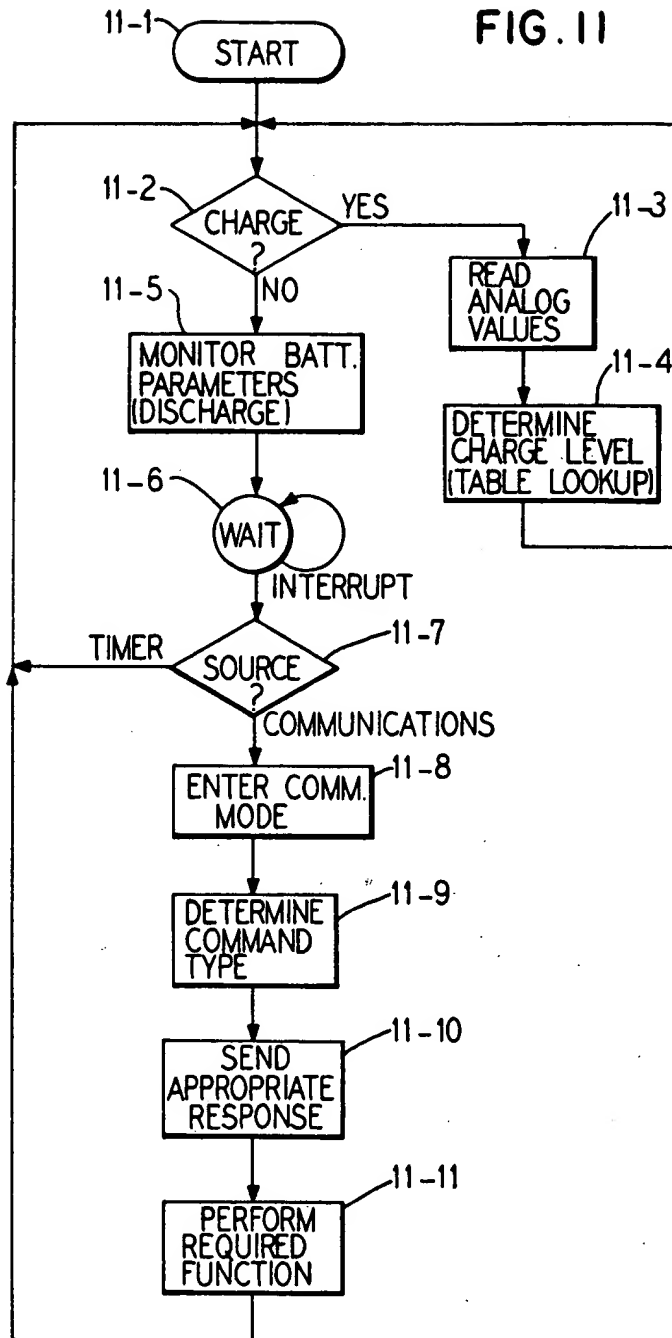 FIG.11
11-1
START
11-2
CHARGE
?
YES
NO
11-3
READ
ANALOG
VALUES
11-4
DETERMINE
CHARGE LEVEL
(TABLE LOOKUP)
11-5
MONITOR BATT.
PARAMETERS
(DISCHARGE)
11-6
WAIT
INTERRUPT
11-7
SOURCE
?
TIMER
COMMUNICATIONS
11-8
ENTER COMM.
MODE
11-9
DETERMINE
COMMAND
TYPE
11-10
SEND
APPROPRIATE
RESPONSE
11-11
PERFORM
REQUIRED
FUNCTION